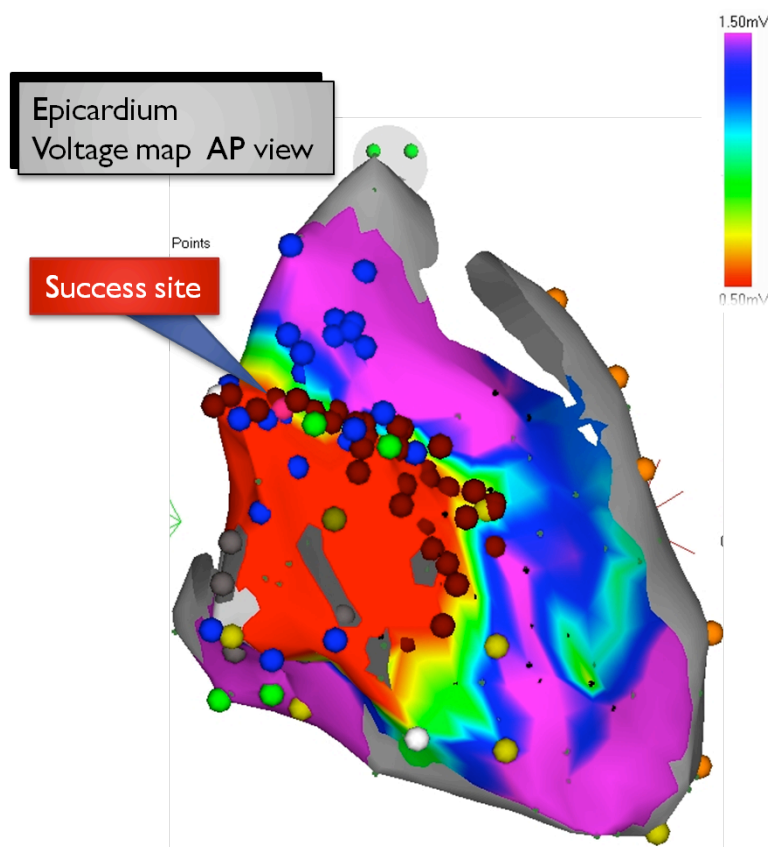 1.50mV
Epicardium
Voltage map AP view
Points
Success site
0.50mV